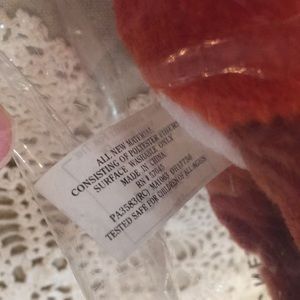 ALL NEW MATERIAL
CONSISTING OF POLYESTER FIBERS
SURFACE WASHABLE ONLY
MADE IN CHINA
TESTED SAFE FOR CHILDREN OF ALL AGES